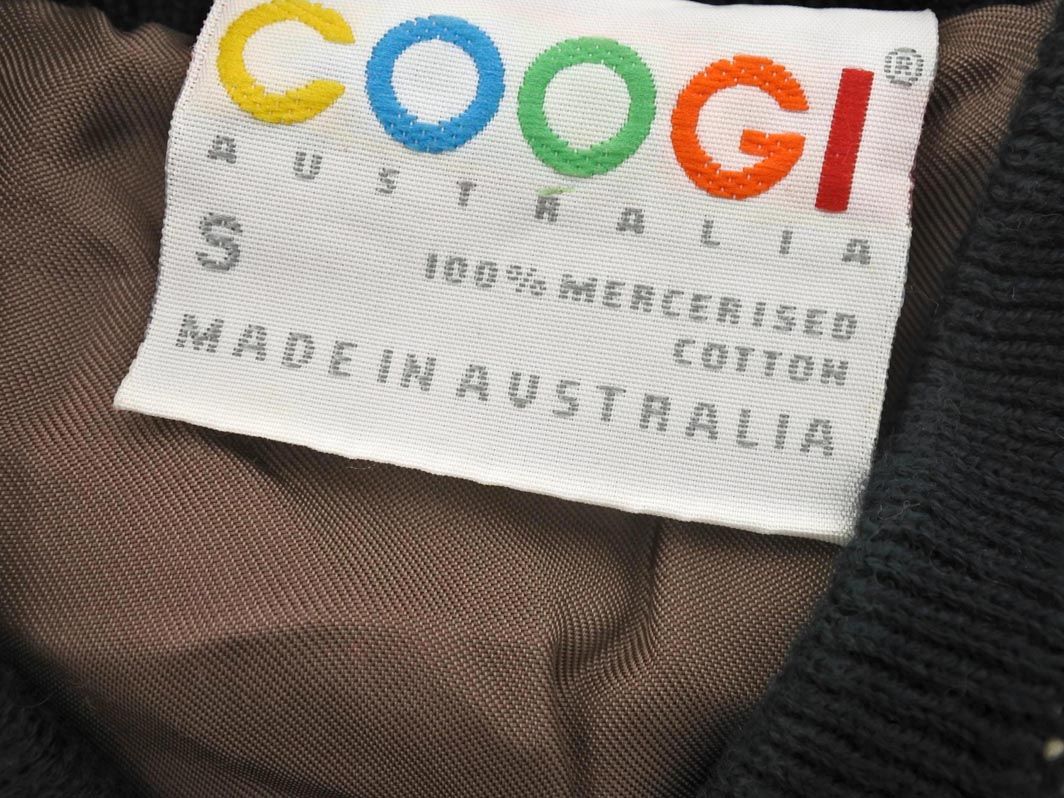 COOGI®
AUSTRALIA
S
100% MERCERISED
COTTON
MADE IN AUSTRALIA